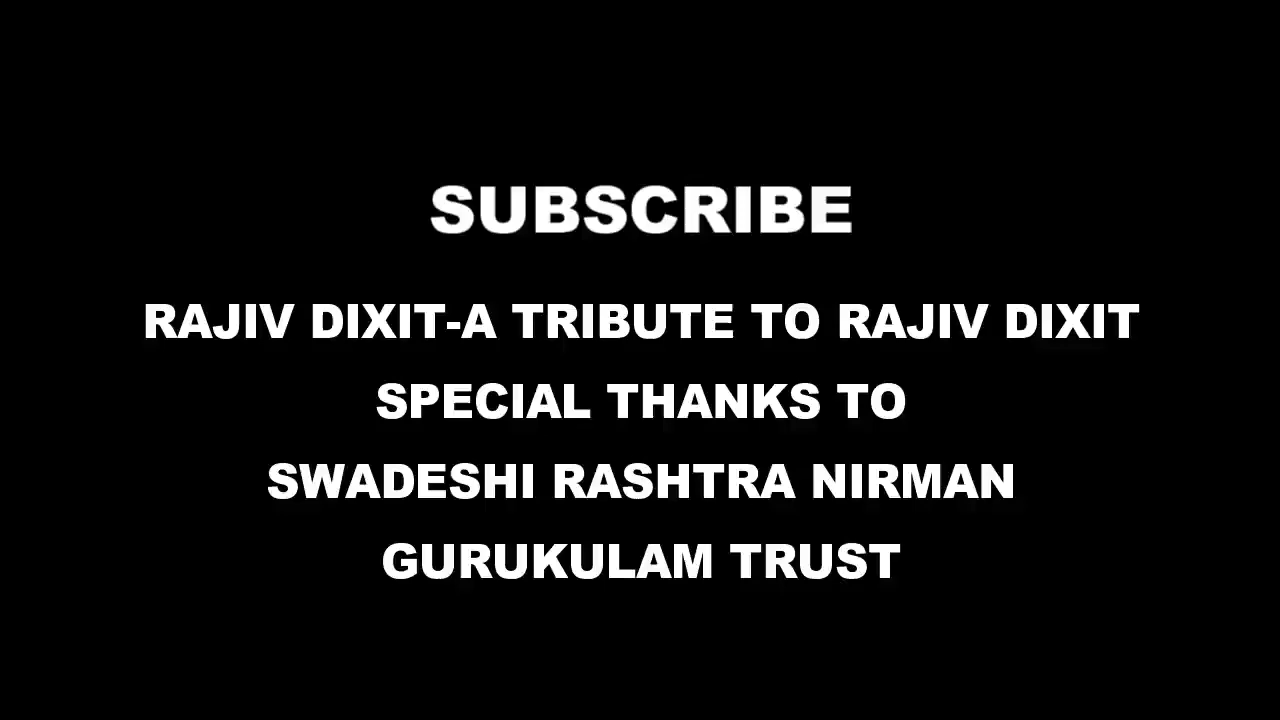 SUBSCRIBE
RAJIV DIXIT-A TRIBUTE TO RAJIV DIXIT
SPECIAL THANKS TO
SWADESHI RASHTRA NIRMAN
GURUKULAM TRUST